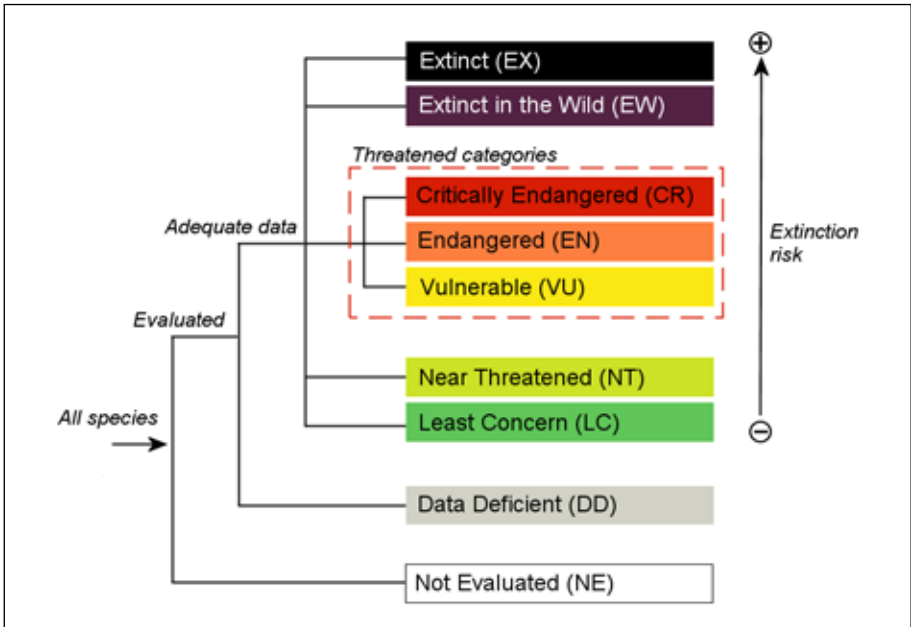 Extinct (EX)
Extinct in the Wild (EW)
Threatened categories
Critically Endangered (CR)
Adequate data
Endangered (EN)
Extinction
risk
Vulnerable (VU)
Evaluated
Near Threatened (NT)
All species
Least Concern (LC)
Data Deficient (DD)
Not Evaluated (NE)